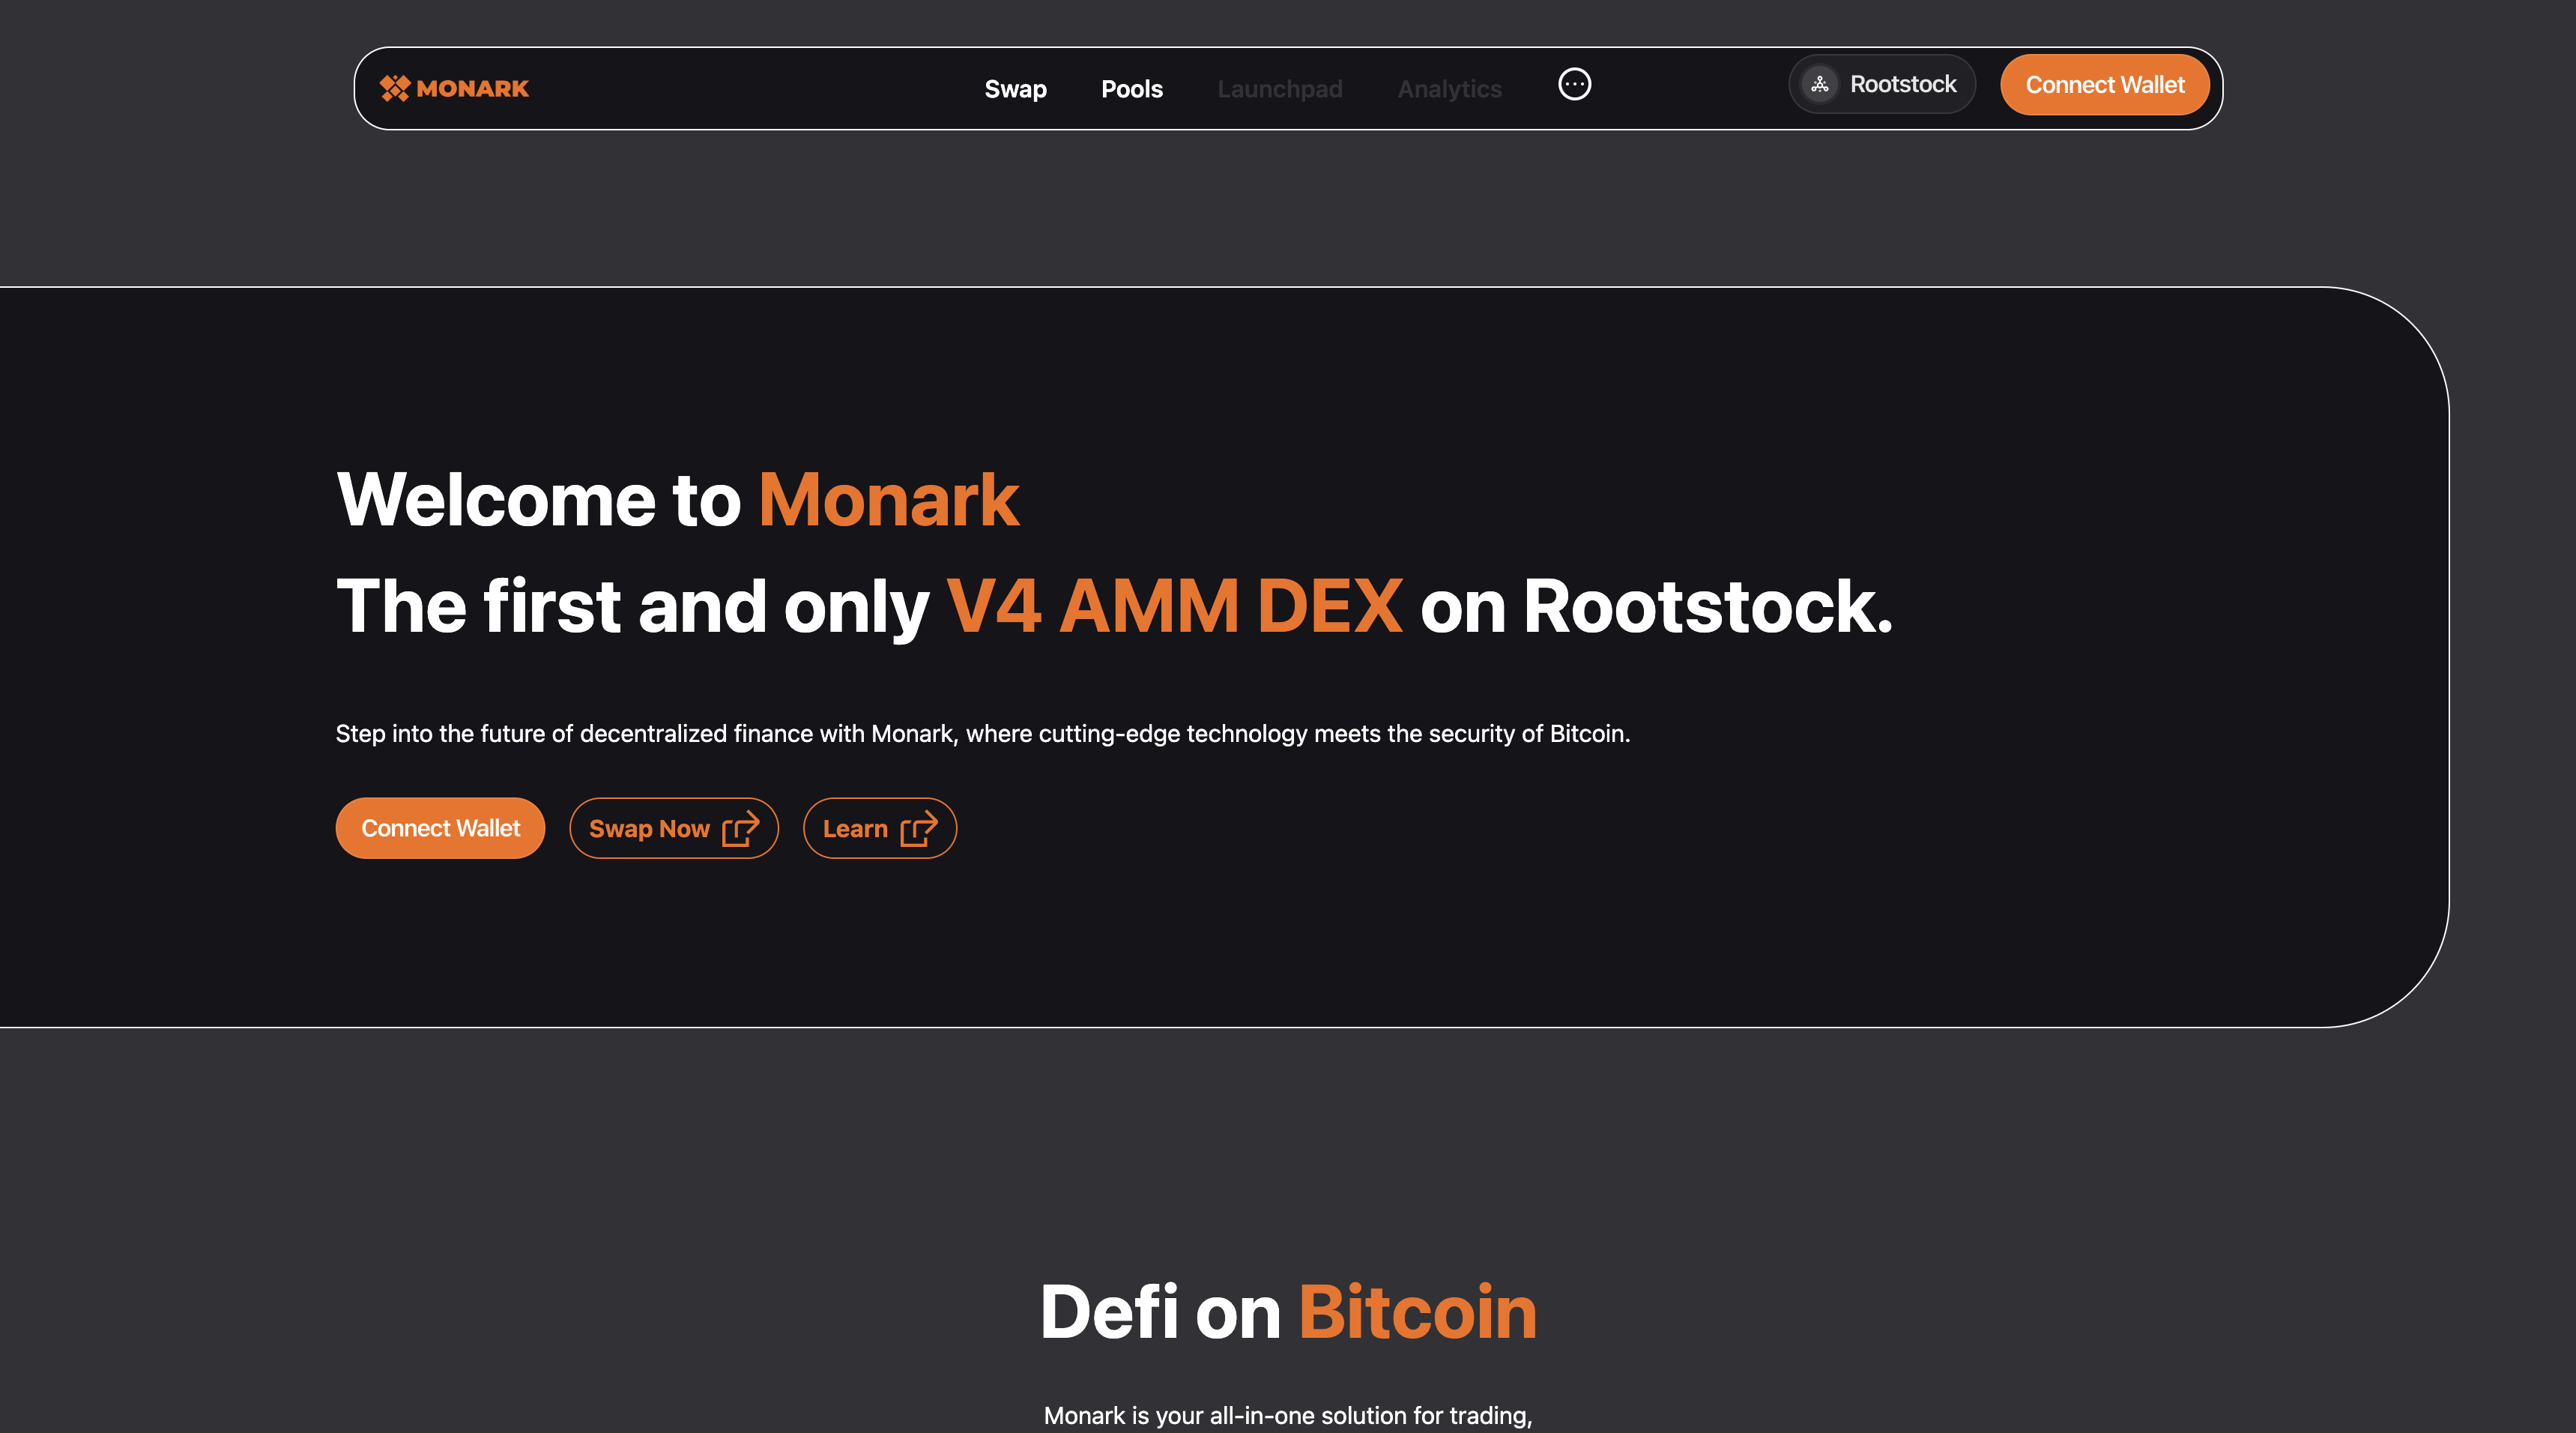 MONARK
Swap Pools Launchpad Analytics
Rootstock
Connect Wallet
Welcome to Monark
The first and only V4 AMM DEX on Rootstock.
Step into the future of decentralized finance with Monark, where cutting-edge technology meets the security of Bitcoin.
Connect Wallet
Swap Now
Learn
Defi on Bitcoin
Monark is your all-in-one solution for trading,